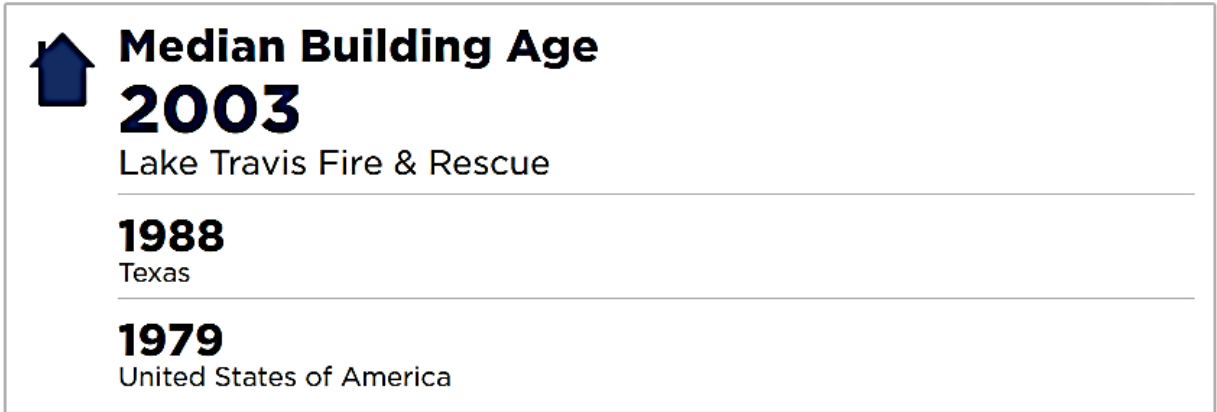 Median Building Age
2003
Lake Travis Fire & Rescue
1988
Texas
1979
United States of America